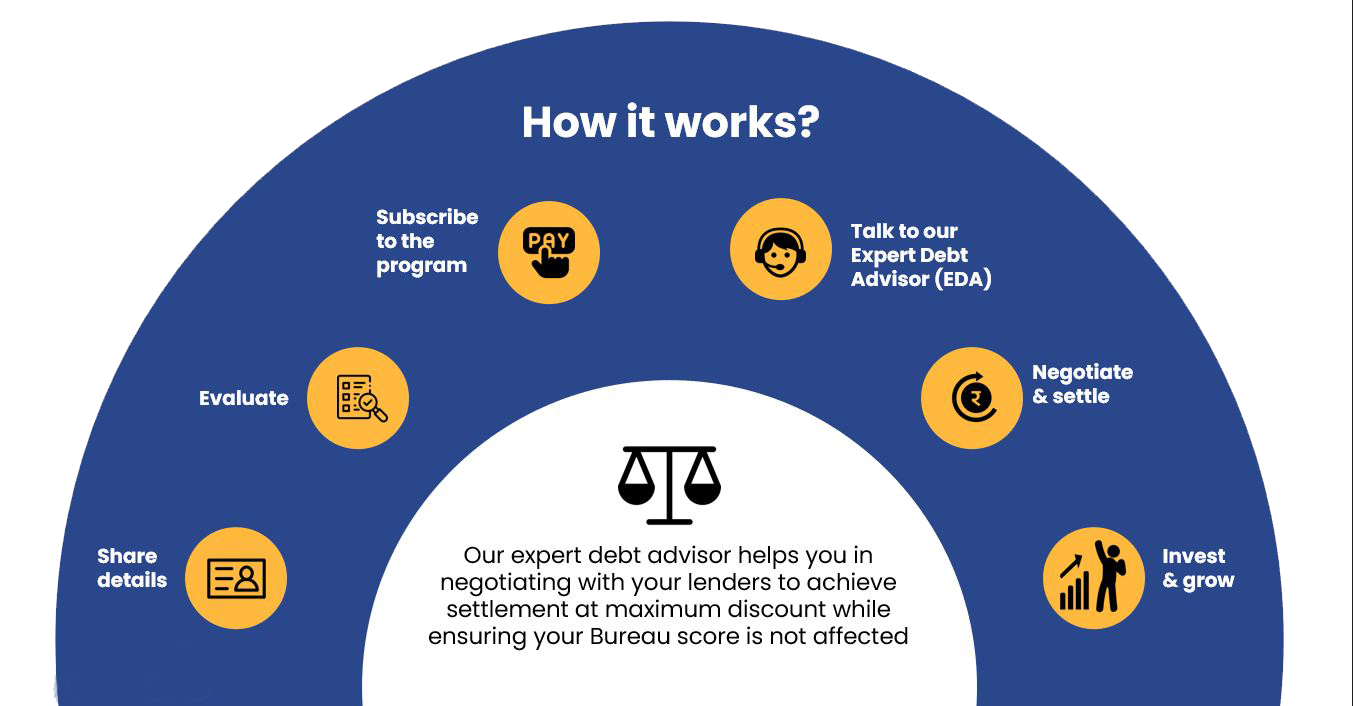 How it works?
Share
details
Evaluate
Subscribe
to the
program
PAY
Talk to our
Expert Debt
Advisor (EDA)
₹
Negotiate
& settle
Invest
& grow
Our expert debt advisor helps you in
negotiating with your lenders to achieve
settlement at maximum discount while
ensuring your Bureau score is not affected